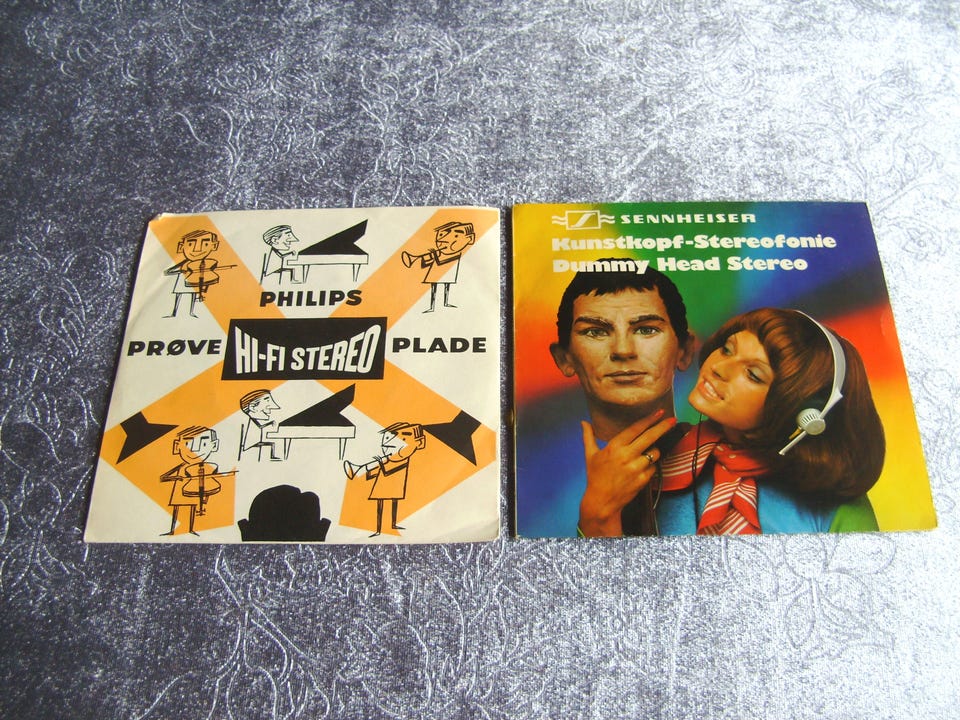 PHILIPS
PRØVE HI-FI STEREO PLADE
SENNHEISER
Kunstkopf-Stereofonie
Dummy Head Stereo